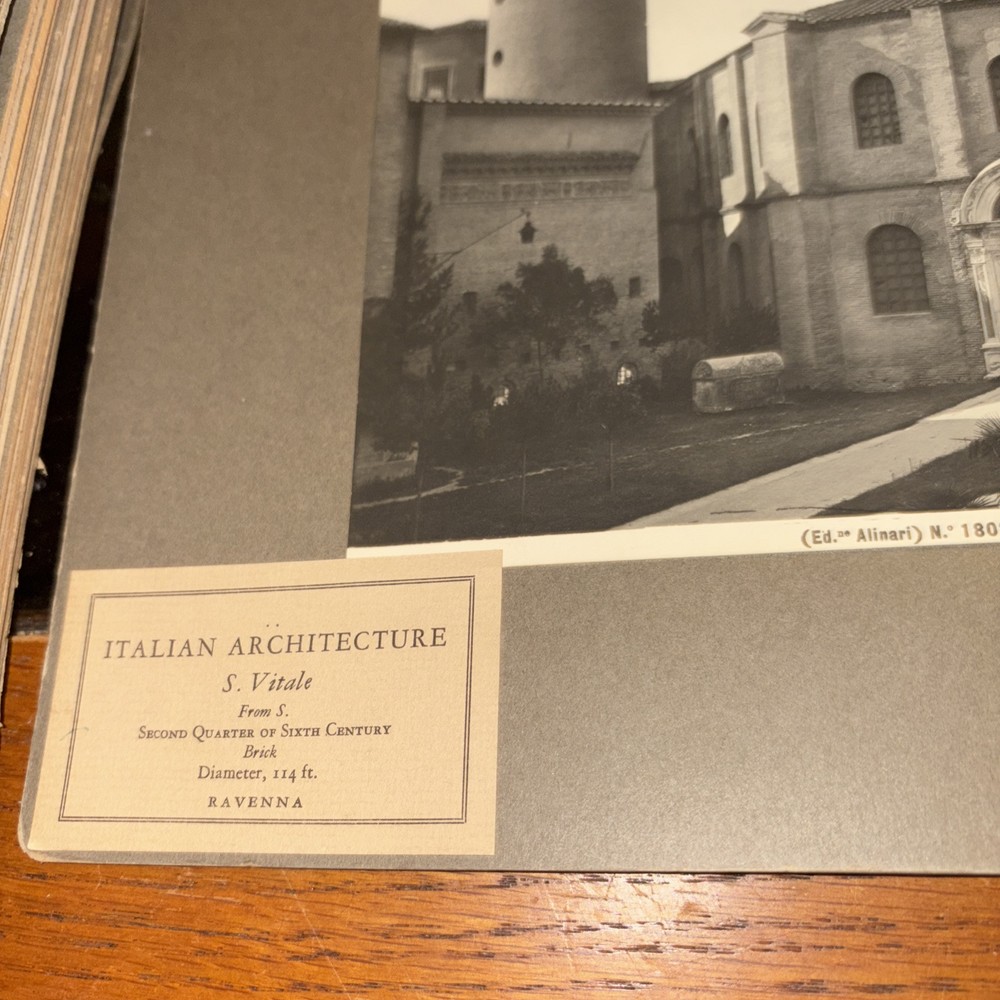 (Ed.ne Alinari) N.º 180
ITALIAN ARCHITECTURE
S. Vitale
From S.
Second Quarter of Sixth Century
Brick
Diameter, 114 ft.
RAVENNA